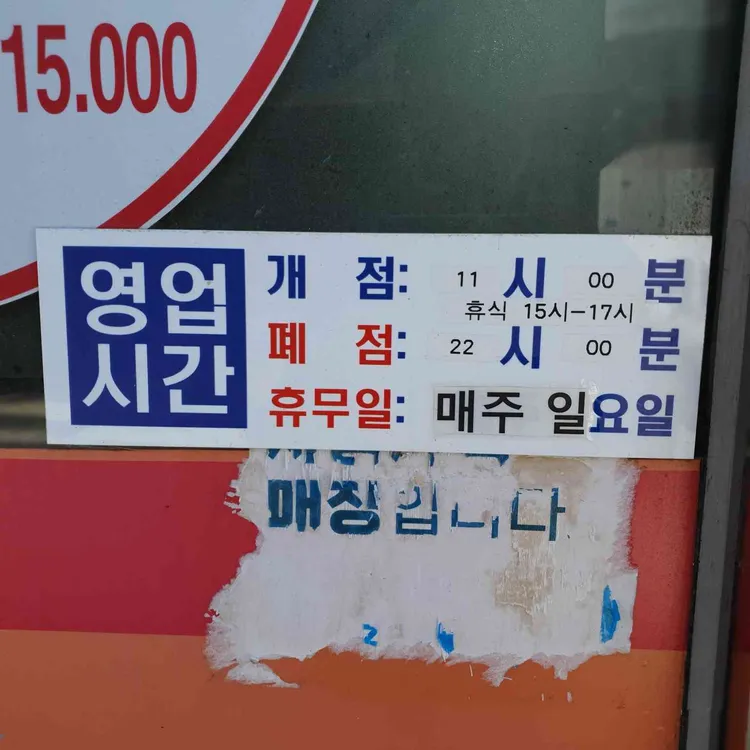 15.000
영업
시간
개 점: 11 시 00 분
휴식 15시-17시
폐 점: 22 시 00 분
휴무일: 매주 일요일
매장입니다